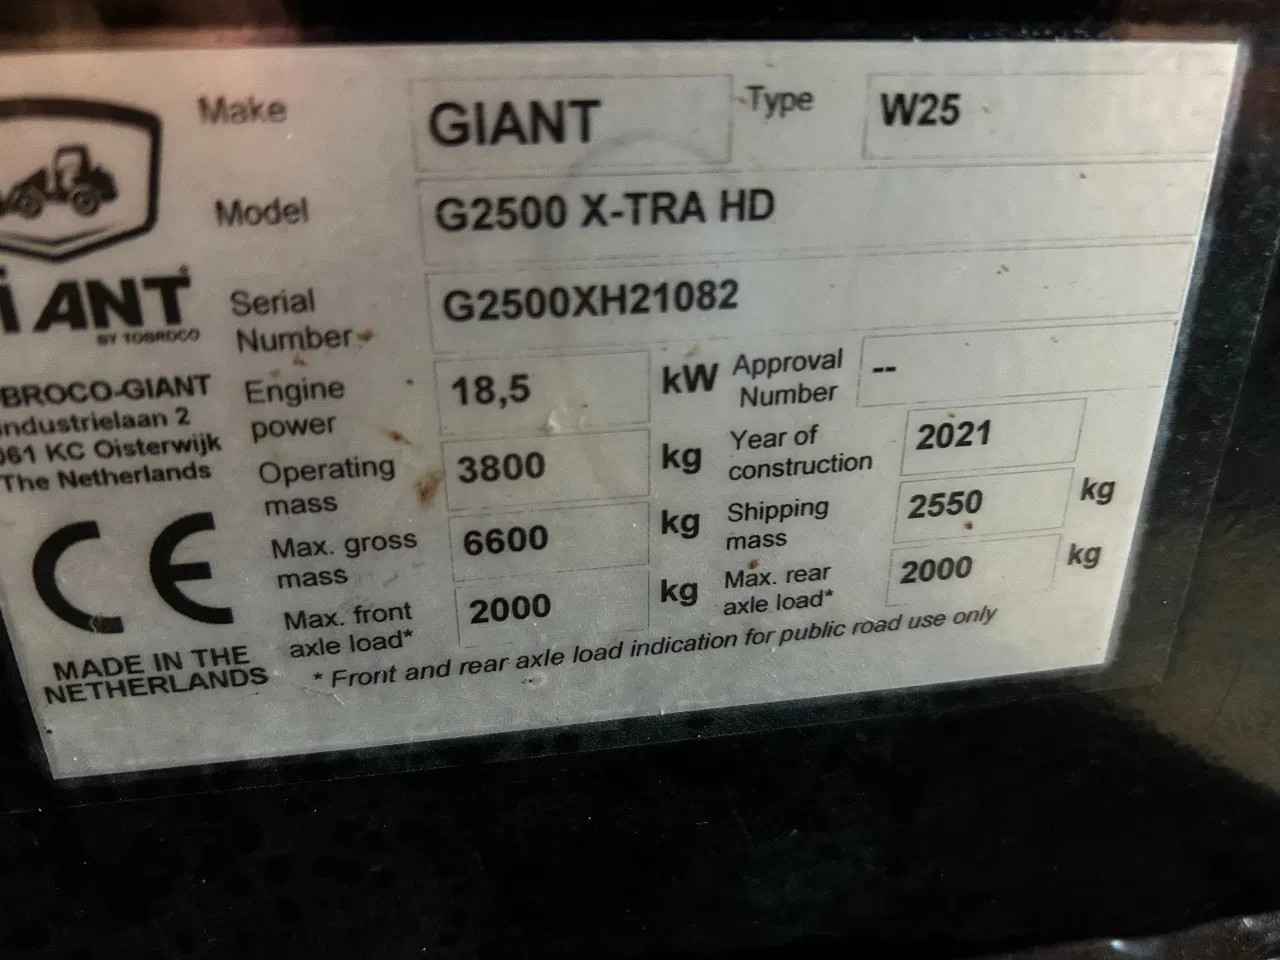 Make GIANT Type W25
Model G2500 X-TRA HD
iANT
BY TOBROCO
Serial Number G2500XH21082
BROCO-GIANT
ndustrielaan 2
061 KC Oisterwijk
The Netherlands
Engine power 18,5 kW Approval Number --
Operating mass 3800 kg Year of construction 2021
Max. gross mass 6600 kg Shipping mass 2550 kg
Max. front axle load* 2000 kg Max. rear axle load* 2000 kg
CE
MADE IN THE
NETHERLANDS
* Front and rear axle load indication for public road use only